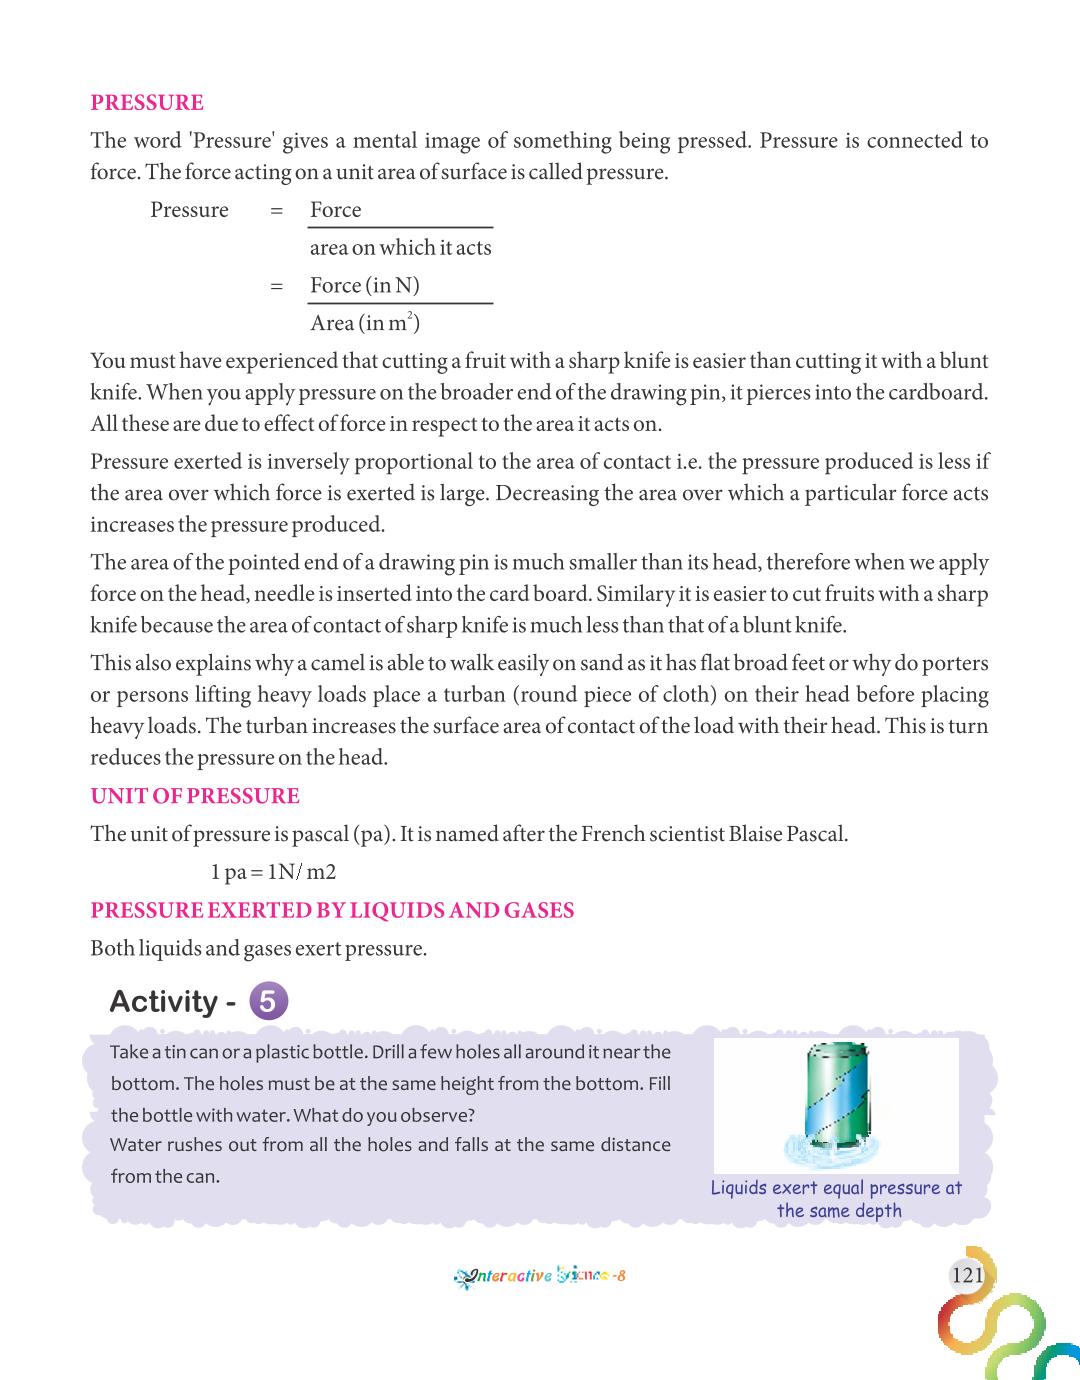 PRESSURE
The word 'Pressure' gives a mental image of something being pressed. Pressure is connected to
force. The force acting on a unit area of surface is called pressure.
Pressure = Force
area on which it acts
= Force (in N)
Area (in m²)
You must have experienced that cutting a fruit with a sharp knife is easier than cutting it with a blunt
knife. When you apply pressure on the broader end of the drawing pin, it pierces into the cardboard.
All these are due to effect of force in respect to the area it acts on.
Pressure exerted is inversely proportional to the area of contact i.e. the pressure produced is less if
the area over which force is exerted is large. Decreasing the area over which a particular force acts
increases the pressure produced.
The area of the pointed end of a drawing pin is much smaller than its head, therefore when we apply
force on the head, needle is inserted into the card board. Similary it is easier to cut fruits with a sharp
knife because the area of contact of sharp knife is much less than that of a blunt knife.
This also explains why a camel is able to walk easily on sand as it has flat broad feet or why do porters
or persons lifting heavy loads place a turban (round piece of cloth) on their head before placing
heavy loads. The turban increases the surface area of contact of the load with their head. This is turn
reduces the pressure on the head.
UNIT OF PRESSURE
The unit of pressure is pascal (pa). It is named after the French scientist Blaise Pascal.
1 pa = 1N/ m2
PRESSURE EXERTED BY LIQUIDS AND GASES
Both liquids and gases exert pressure.
Activity - 5
Take a tin can or a plastic bottle. Drill a few holes all around it near the
bottom. The holes must be at the same height from the bottom. Fill
the bottle with water. What do you observe?
Water rushes out from all the holes and falls at the same distance
from the can.
Liquids exert equal pressure at
the same depth
Interactive Science -8
121